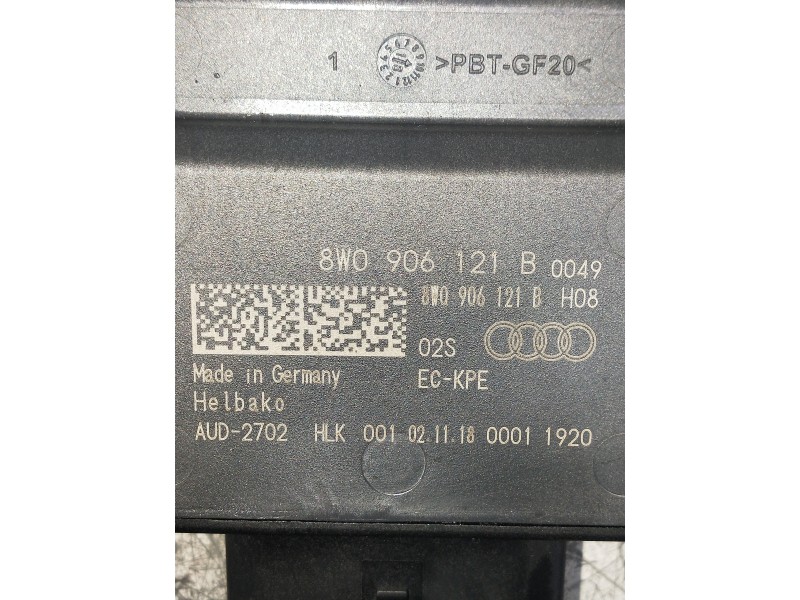 1 >PBT-GF20<
8W0 906 121 B 0049
8W0 906 121 B H08
02S
Made in Germany EC-KPE
Helbako
AUD-2702 HLK 001 02.11.18 0001 1920